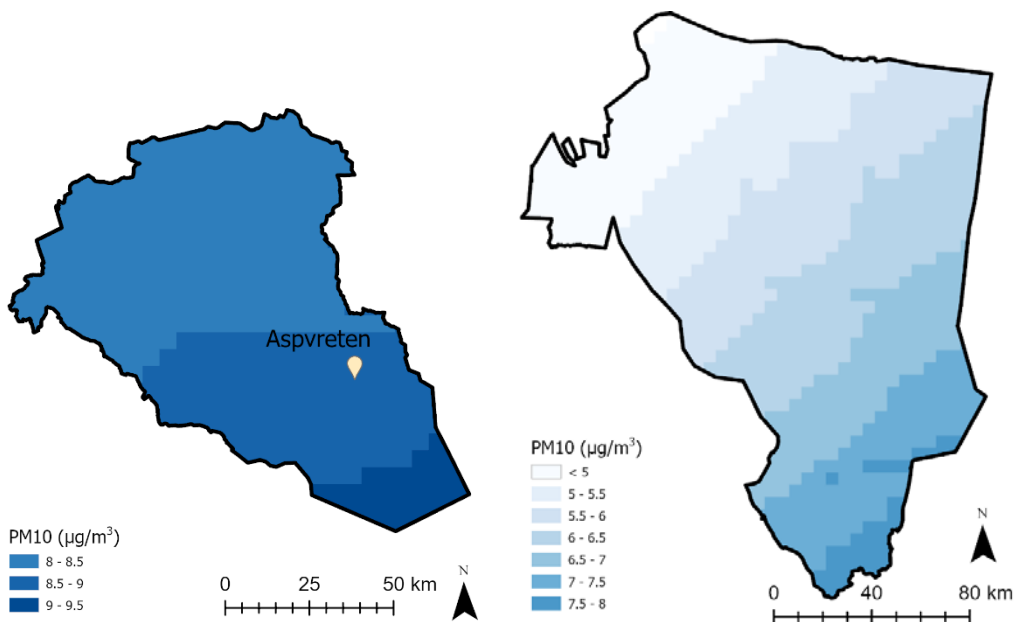 Aspvreten
PM10 (µg/m³)
8 - 8.5
8.5 - 9
9 - 9.5
0 25 50 km
N
PM10 (µg/m³)
< 5
5 - 5.5
5.5 - 6
6 - 6.5
6.5 - 7
7 - 7.5
7.5 - 8
N
0 40 80 km